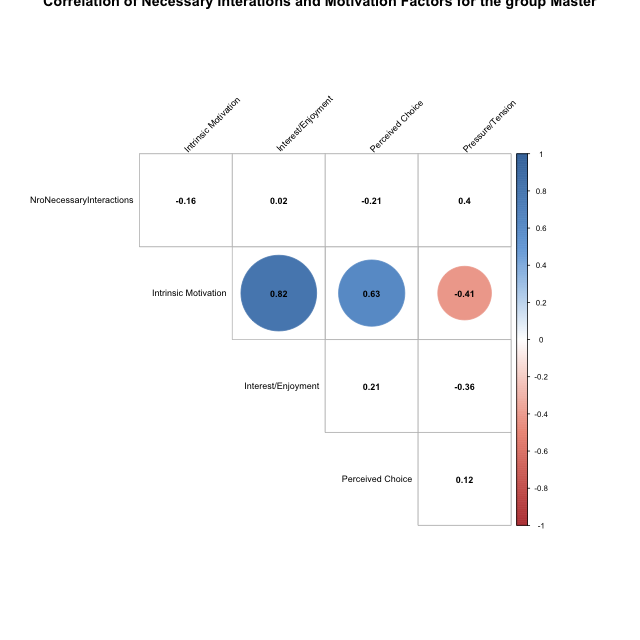 Correlation of Necessary Interations and Motivation Factors for the group Master
Intrinsic Motivation
Interest/Enjoyment
Perceived Choice
Pressure/Tension
NroNecessaryInteractions -0.16 0.02 -0.21 0.4
Intrinsic Motivation 0.82 0.63 -0.41
Interest/Enjoyment 0.21 -0.36
Perceived Choice 0.12
1
0.8
0.6
0.4
0.2
0
-0.2
-0.4
-0.6
-0.8
-1